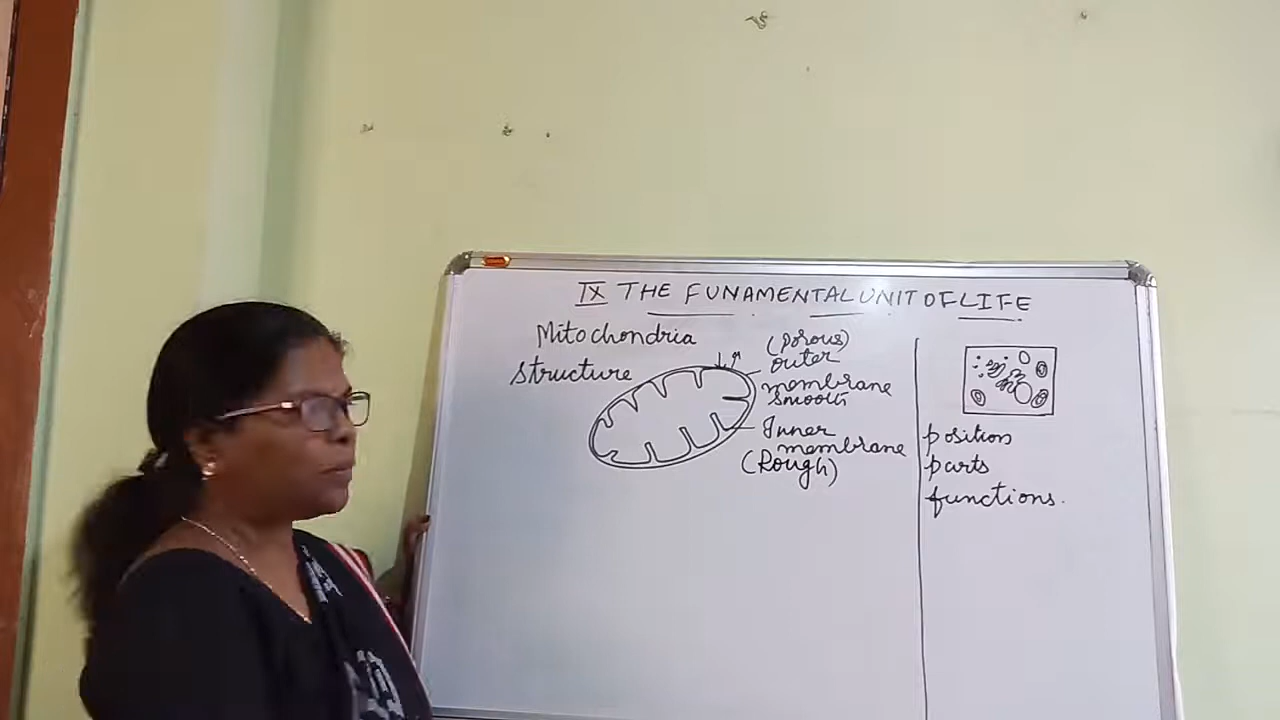 IX THE FUNAMENTAL UNIT OF LIFE
Mitochondria
structure
(porous)
outer
membrane
smooth
Inner
membrane
(Rough)
position
parts
functions.